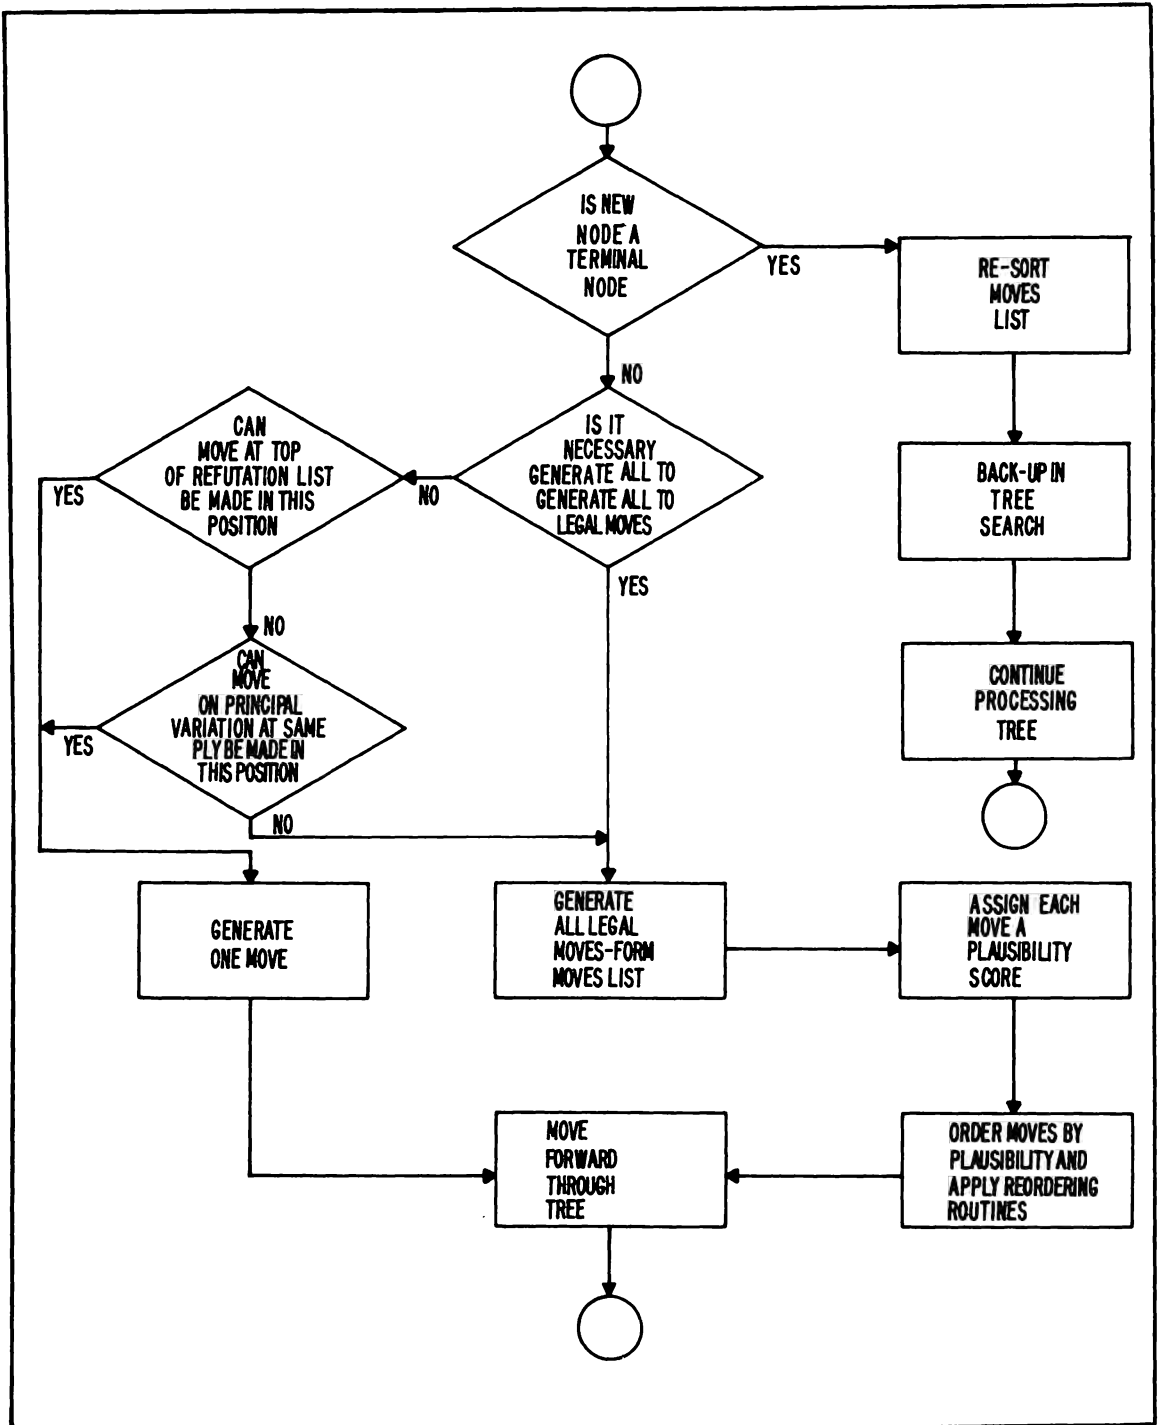 IS NEW
NODE A
TERMINAL
NODE
YES
RE-SORT
MOVES
LIST
NO
CAN
MOVE AT TOP
OF REFUTATION LIST
BE MADE IN THIS
POSITION
IS IT
NECESSARY
GENERATE ALL TO
GENERATE ALL TO
LEGAL MOVES
YES
NO
BACK-UP IN
TREE
SEARCH
YES
NO
CAN
MOVE
ON PRINCIPAL
VARIATION AT SAME
PLY BE MADE IN
THIS POSITION
YES
NO
CONTINUE
PROCESSING
TREE
GENERATE
ONE MOVE
GENERATE
ALL LEGAL
MOVES-FORM
MOVES LIST
ASSIGN EACH
MOVE A
PLAUSIBILITY
SCORE
MOVE
FORWARD
THROUGH
TREE
ORDER MOVES BY
PLAUSIBILITY AND
APPLY REORDERING
ROUTINES